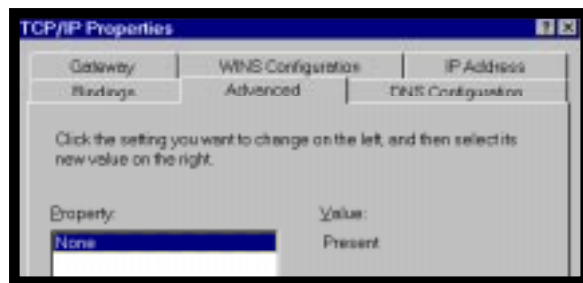 TCP/IP Properties
Gateway WINS Configuration IP Address
Bindings Advanced DNS Configuration
Click the setting you want to change on the left, and then select its
new value on the right.
Property: Value:
None Present